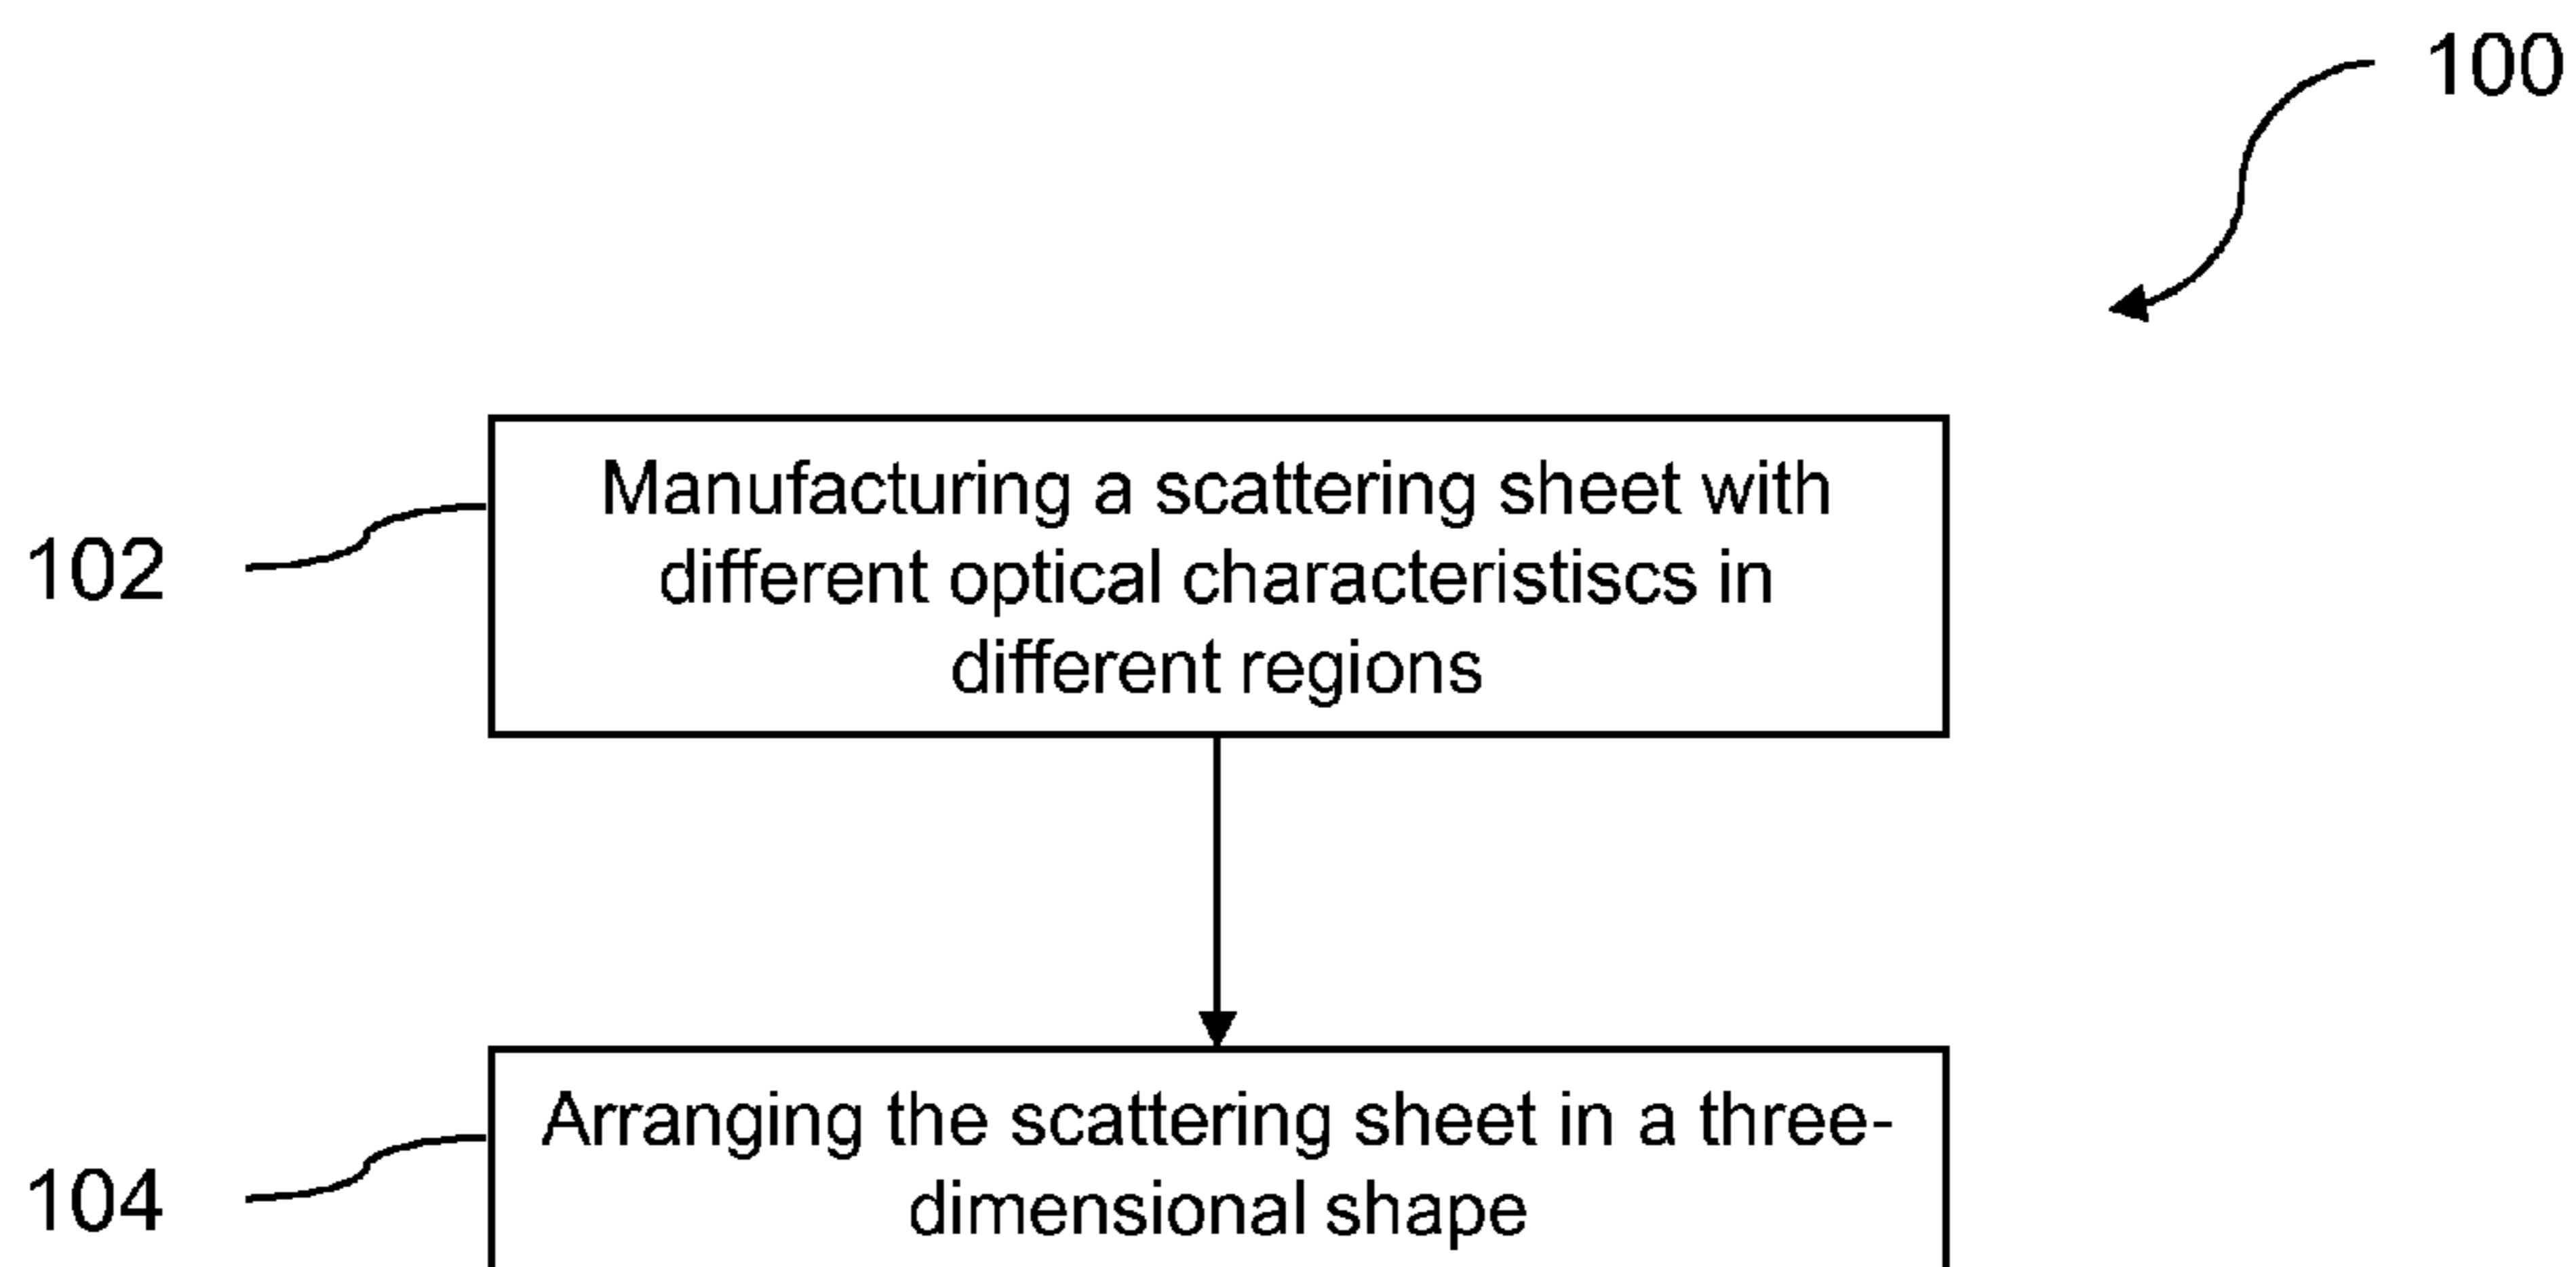 100
Manufacturing a scattering sheet with
102
different optical characteristiscs in
different regions
Arranging the scattering sheet in a three-
104
dimensional shape